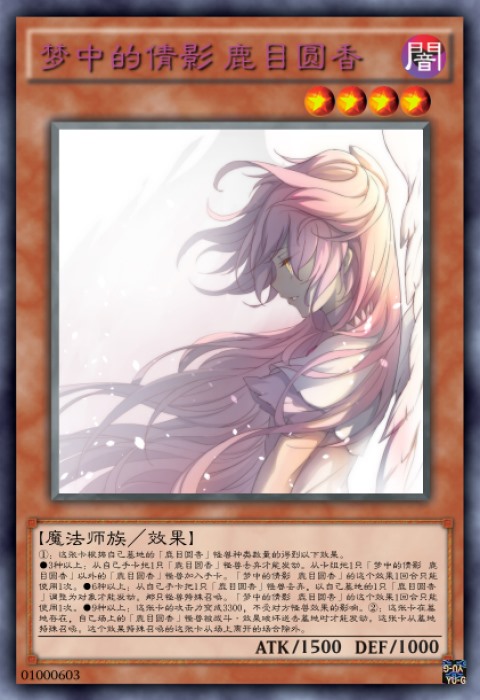 梦中的倩影 鹿目圆香
闇
【魔法师族／效果】
①：这张卡根据自己墓地的「鹿目圆香」怪兽种类数量的得到以下效果。
●3种以上：从自己手卡把1只「鹿目圆香」怪兽丢弃才能发动。从卡组把1只「梦中的倩影 鹿
目圆香」以外的「鹿目圆香」怪兽加入手卡。「梦中的倩影 鹿目圆香」的这个效果1回合只能
使用1次。●6种以上：从自己手卡把1只「鹿目圆香」怪兽丢弃，以自己墓地的1只「鹿目圆香
」调整为对象才能发动。那只怪兽特殊召唤。「梦中的倩影 鹿目圆香」的这个效果1回合只能
使用1次。●9种以上：这张卡的攻击力变成3300，不受对方怪兽效果的影响。②：这张卡在墓
地存在，自己场上的「鹿目圆香」怪兽被战斗·效果破坏送去墓地时才能发动。这张卡从墓地
特殊召唤。这个效果特殊召唤的这张卡从场上离开的场合除外。
ATK/1500 DEF/1000
01000603